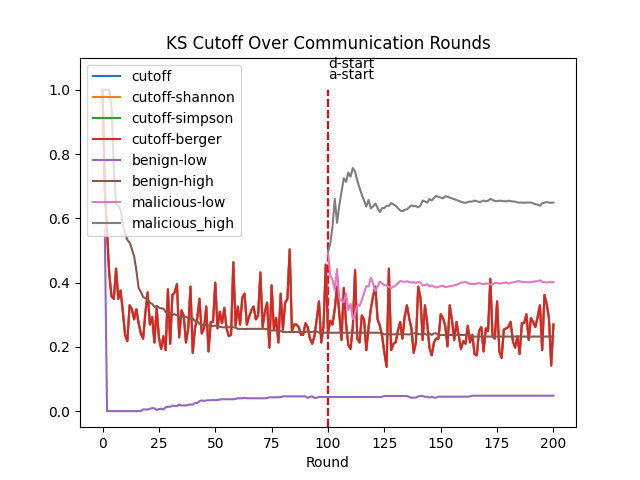 KS Cutoff Over Communication Rounds
d-start
a-start
cutoff
cutoff-shannon
cutoff-simpson
cutoff-berger
benign-low
benign-high
malicious-low
malicious_high
1.0
0.8
0.6
0.4
0.2
0.0
0 25 50 75 100 125 150 175 200
Round